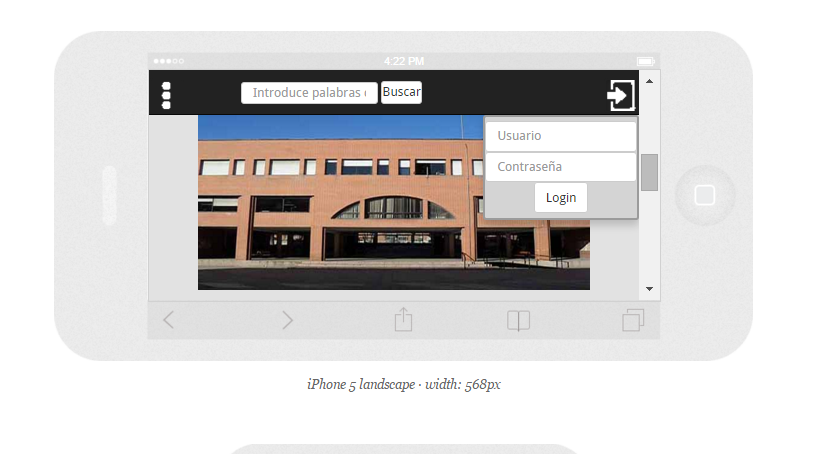 4:22 PM
Introduce palabras
Buscar
Usuario
Contraseña
Login
iPhone 5 landscape · width: 568px